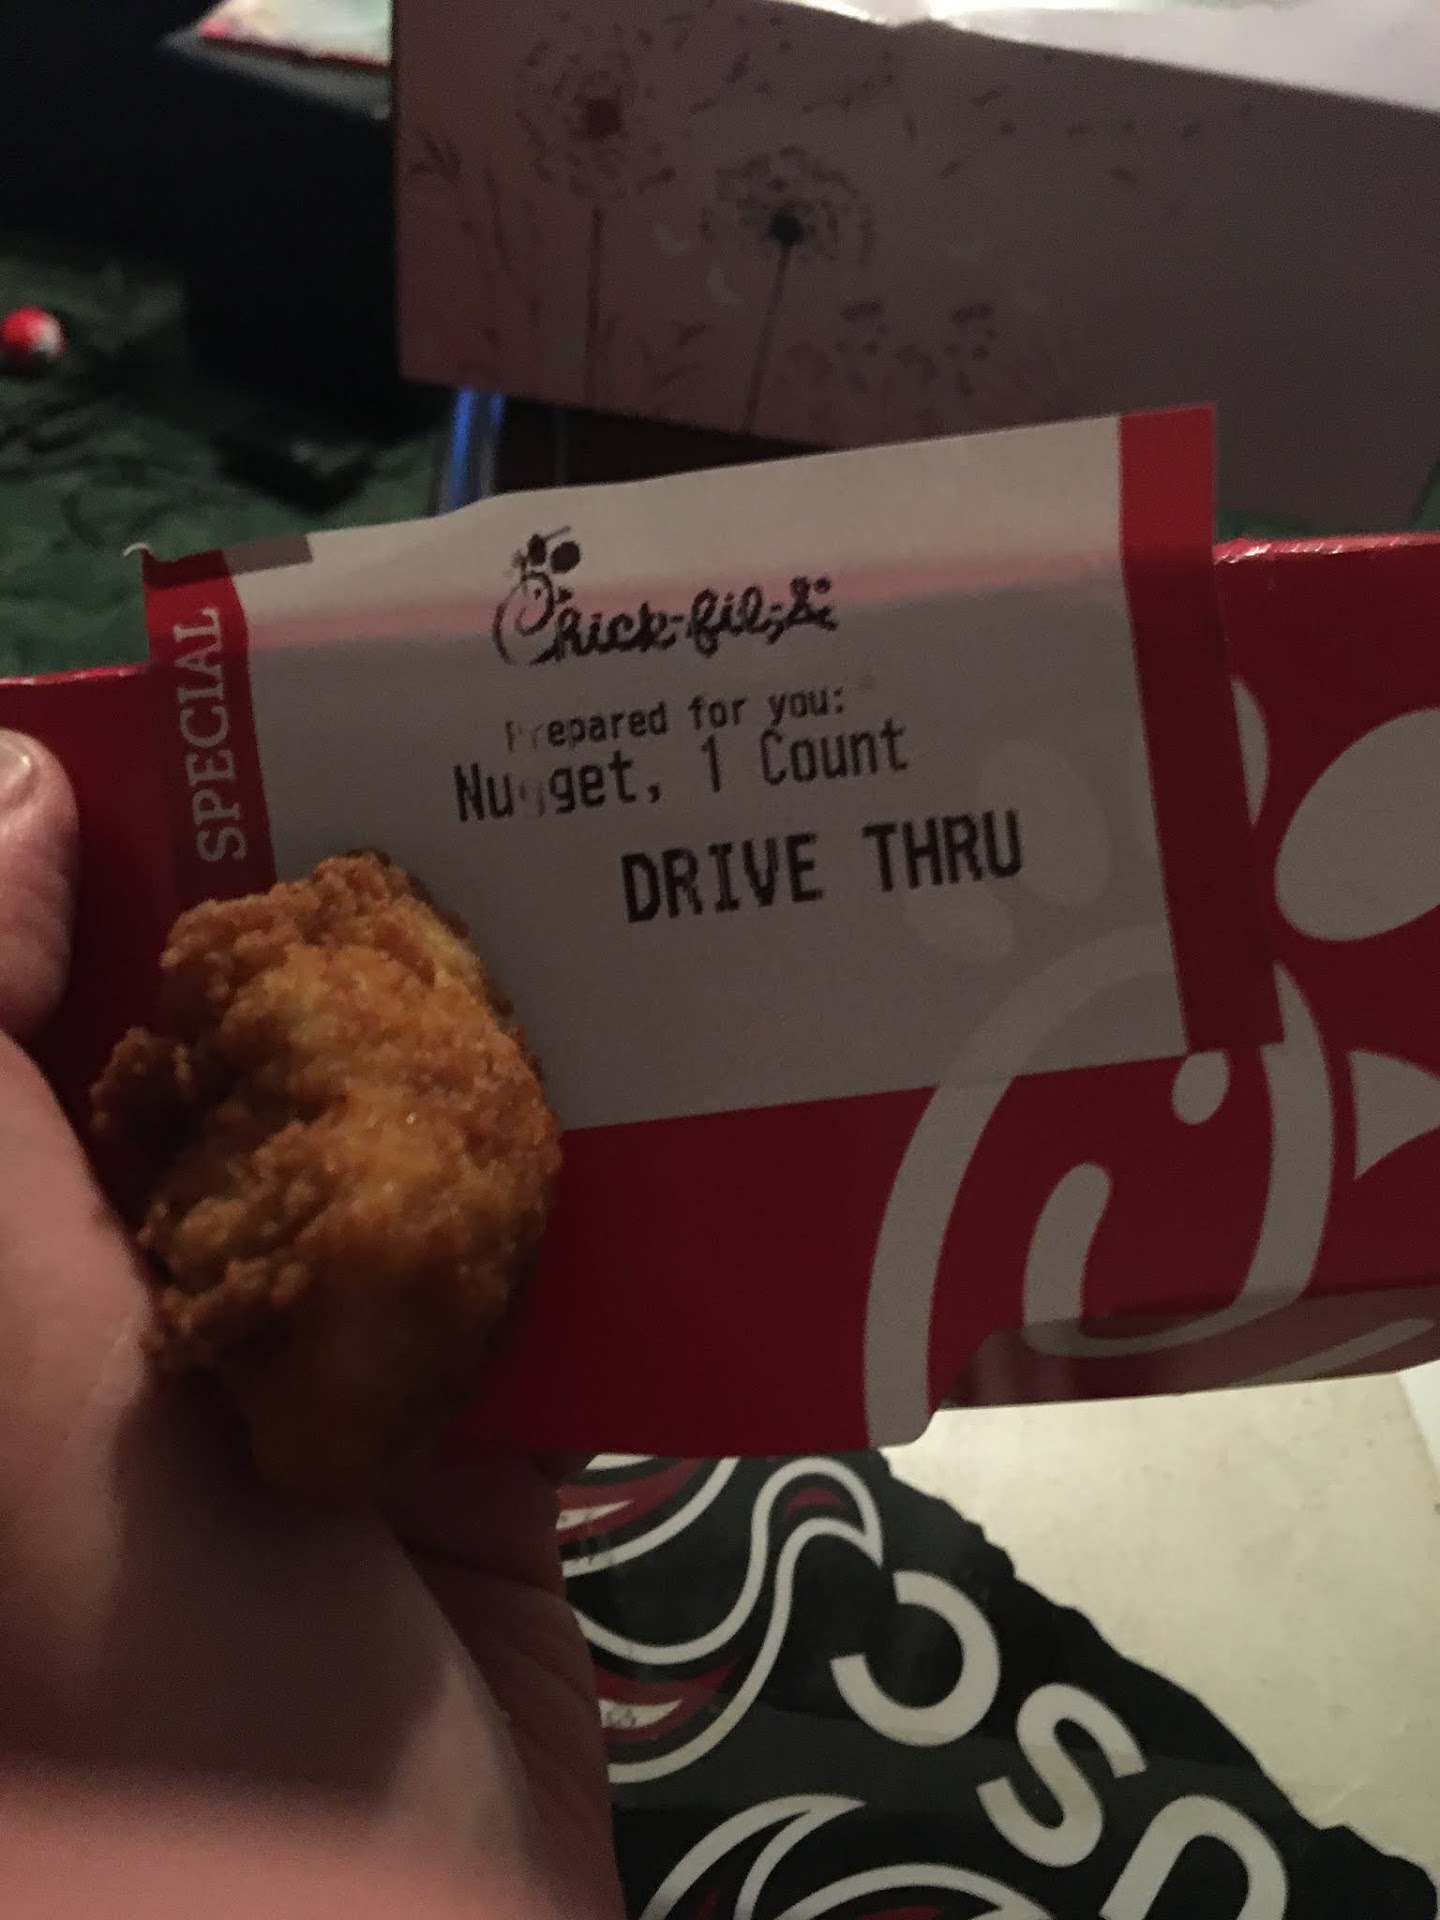 SPECIAL
Chick-fil-A
Prepared for you:
Nugget, 1 Count
DRIVE THRU